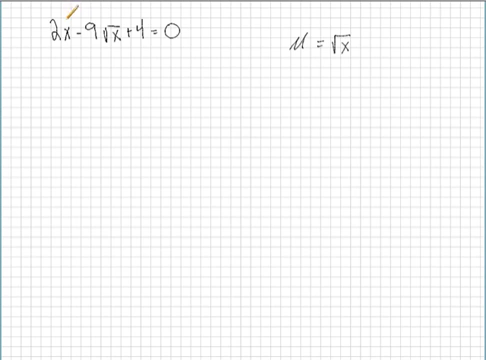 2x - 9√x + 4 = 0
u = √x